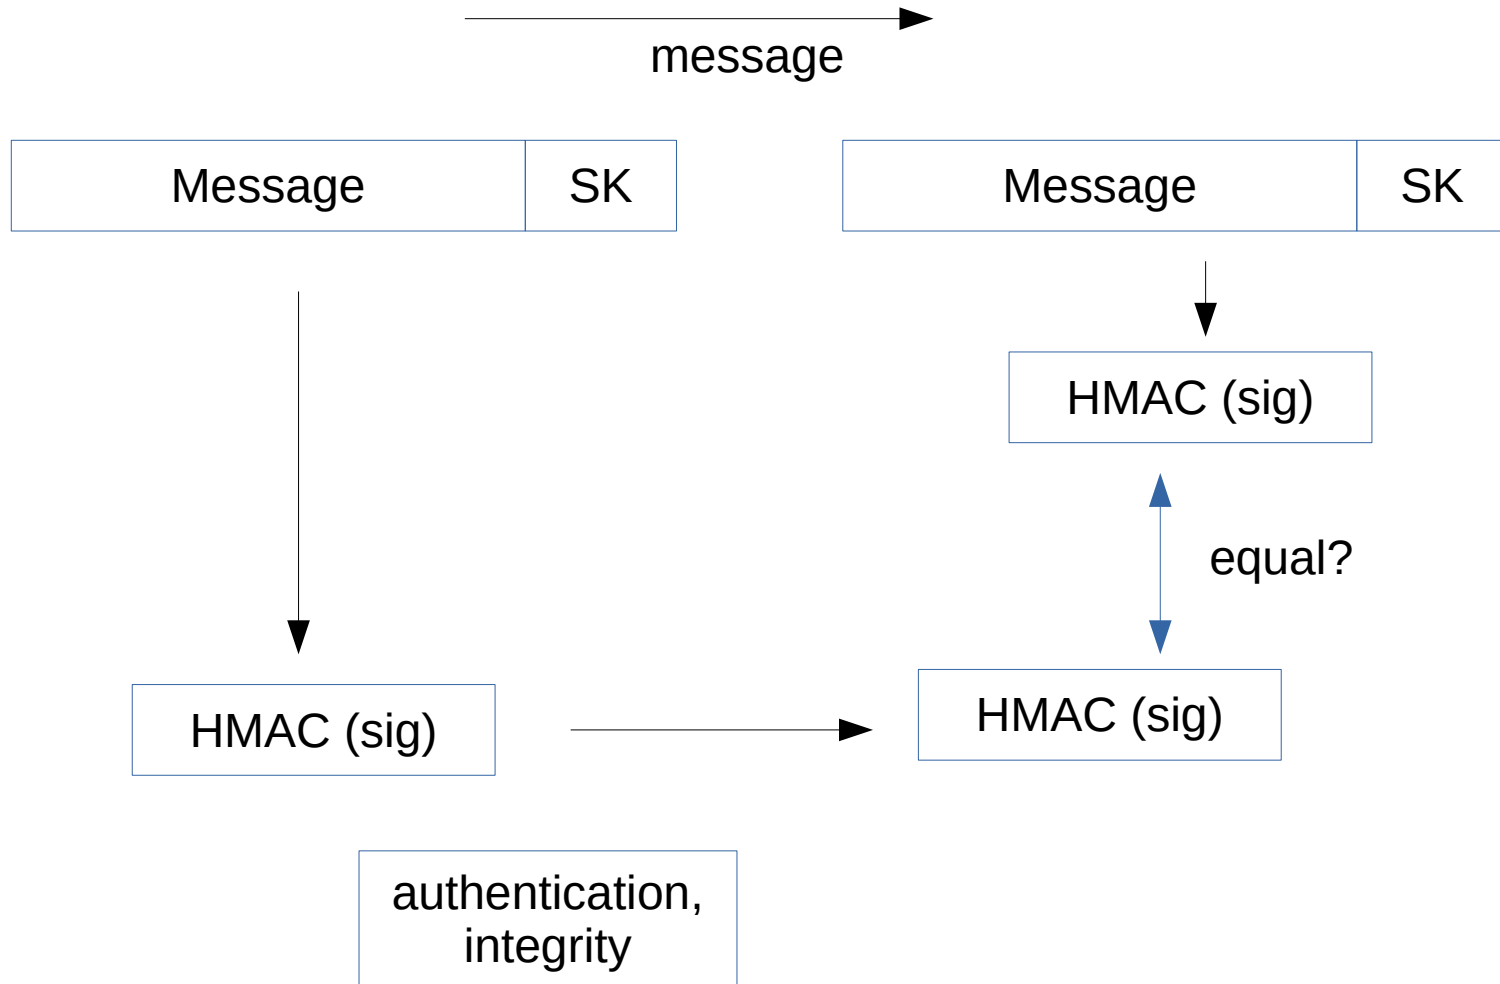 message
Message SK
Message SK
HMAC (sig)
equal?
HMAC (sig)
HMAC (sig)
authentication,
integrity